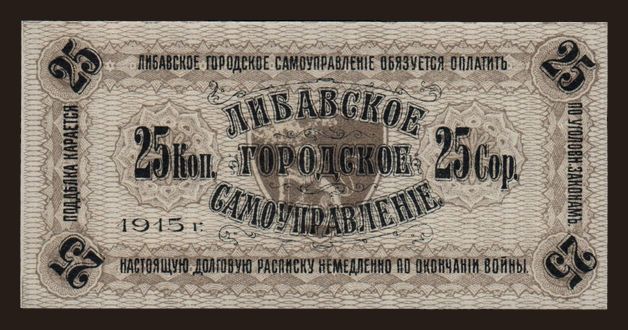 25
ЛИБАВСКОЕ ГОРОДСКОЕ САМОУПРАВЛЕНІЕ ОБЯЗУЕТСЯ ОПЛАТИТЬ
25
ПОДДѢЛКА КАРАЕТСЯ
ПО УГОЛОВН. ЗАКОНАМЪ
ЛИБАВСКОЕ
25 Коп.
ГОРОДСКОЕ
25 Cop.
САМОУПРАВЛЕНІЕ.
1915 г.
25
НАСТОЯЩУЮ ДОЛГОВУЮ РАСПИСКУ НЕМЕДЛЕННО ПО ОКОНЧАНІИ ВОЙНЫ.
25